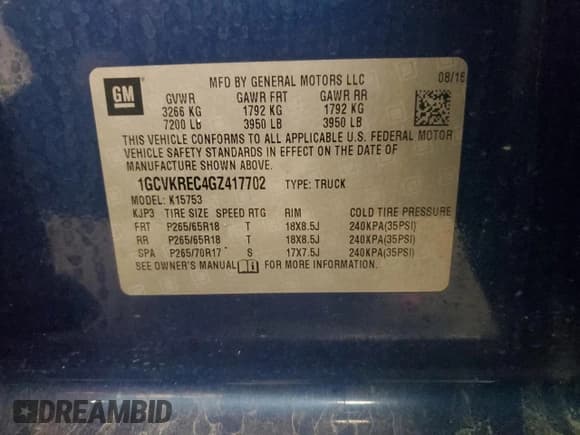 GM
MFD BY GENERAL MOTORS LLC 08/16
GVWR GAWR FRT GAWR RR
3266 KG 1792 KG 1792 KG
7200 LB 3950 LB 3950 LB
THIS VEHICLE CONFORMS TO ALL APPLICABLE U.S. FEDERAL MOTOR
VEHICLE SAFETY STANDARDS IN EFFECT ON THE DATE OF
MANUFACTURE SHOWN ABOVE.
1GCVKREC4GZ417702 TYPE: TRUCK
MODEL: K15753
KJP3 TIRE SIZE SPEED RTG RIM COLD TIRE PRESSURE
FRT P265/65R18 T 18X8.5J 240KPA(35PSI)
RR P265/65R18 T 18X8.5J 240KPA(35PSI)
SPA P265/70R17 S 17X7.5J 240KPA(35PSI)
SEE OWNER'S MANUAL FOR MORE INFORMATION.
DREAMBID